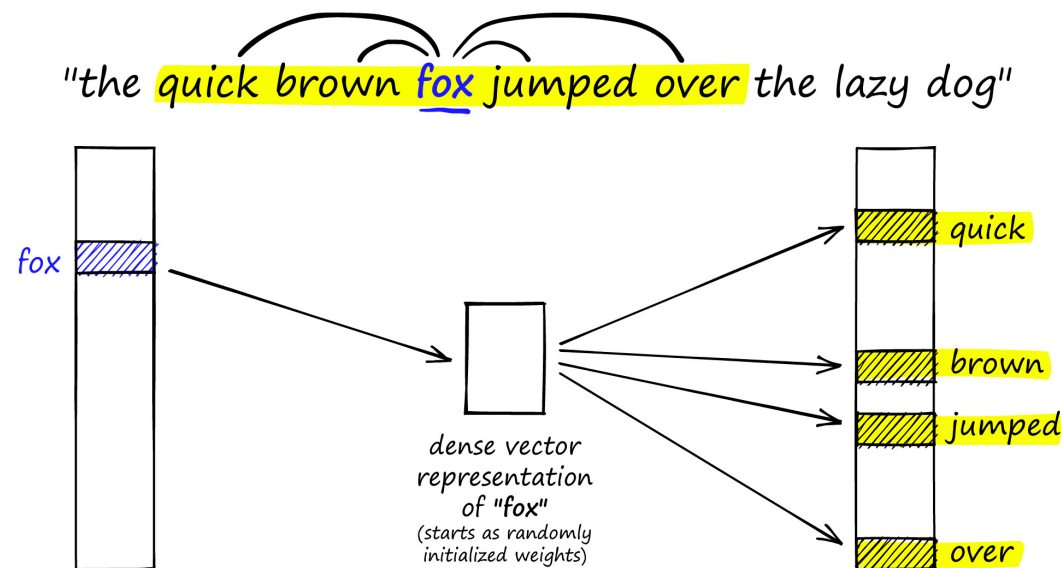 "the quick brown fox jumped over the lazy dog"
fox
quick
brown
jumped
over
dense vector
representation
of "fox"
(starts as randomly
initialized weights)